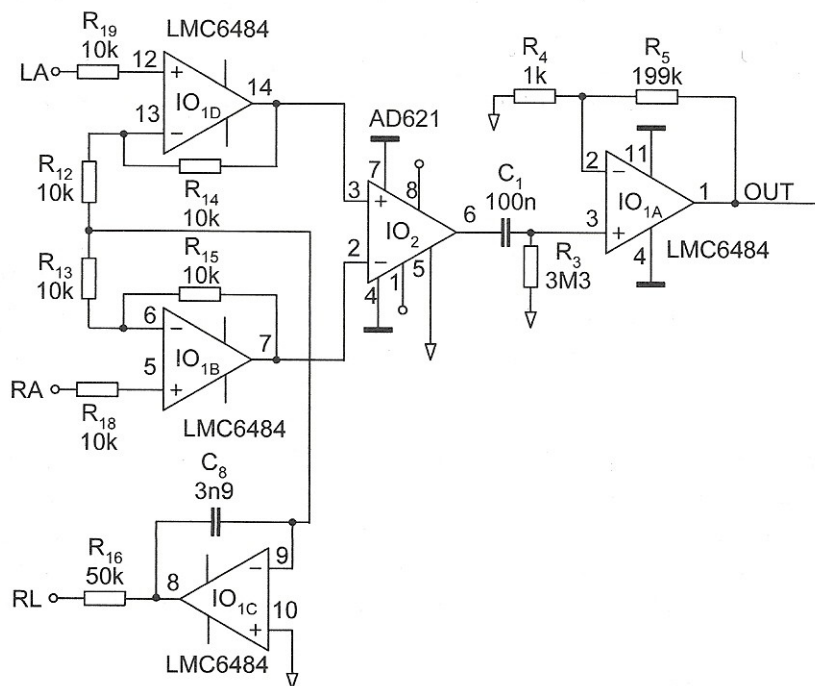 LMC6484
R19
10k
LA
12
+
14
IO1D
13
−
R12
10k
R14
10k
AD621
7
8
3
+
IO2
6
2
−
1
5
4
C1
100n
R3
3M3
R4
1k
R5
199k
2
−
11
IO1A
1
OUT
3
+
4
LMC6484
R13
10k
R15
10k
6
−
7
IO1B
5
+
RA
R18
10k
LMC6484
C8
3n9
R16
50k
RL
8
9
−
IO1C
10
+
LMC6484